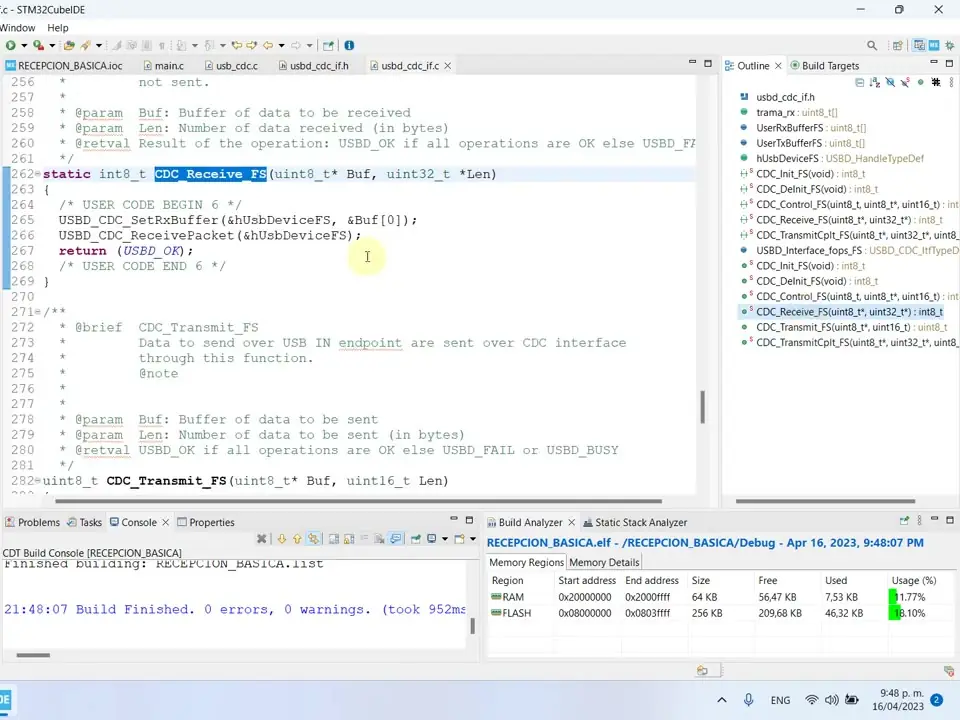 f.c - STM32CubeIDE
Window Help
RECEPCION_BASICA.ioc main.c usb_cdc.c usbd_cdc_if.h usbd_cdc_if.c
256 * not sent.
257 *
258 * @param Buf: Buffer of data to be received
259 * @param Len: Number of data received (in bytes)
260 * @retval Result of the operation: USBD_OK if all operations are OK else USBD_FA
261 */
262 static int8_t CDC_Receive_FS(uint8_t* Buf, uint32_t *Len)
263 {
264 /* USER CODE BEGIN 6 */
265 USBD_CDC_SetRxBuffer(&hUsbDeviceFS, &Buf[0]);
266 USBD_CDC_ReceivePacket(&hUsbDeviceFS);
267 return (USBD_OK);
268 /* USER CODE END 6 */
269 }
270
271 /**
272 * @brief CDC_Transmit_FS
273 * Data to send over USB IN endpoint are sent over CDC interface
274 * through this function.
275 * @note
276 *
277 *
278 * @param Buf: Buffer of data to be sent
279 * @param Len: Number of data to be sent (in bytes)
280 * @retval USBD_OK if all operations are OK else USBD_FAIL or USBD_BUSY
281 */
282 uint8_t CDC_Transmit_FS(uint8_t* Buf, uint16_t Len)
Outline Build Targets
usbd_cdc_if.h
trama_rx : uint8_t[]
UserRxBufferFS : uint8_t[]
UserTxBufferFS : uint8_t[]
hUsbDeviceFS : USBD_HandleTypeDef
CDC_Init_FS(void) : int8_t
CDC_DeInit_FS(void) : int8_t
CDC_Control_FS(uint8_t, uint8_t*, uint16_t) : int
CDC_Receive_FS(uint8_t*, uint32_t*) : int8_t
CDC_TransmitCplt_FS(uint8_t*, uint32_t*, uint8_
USBD_Interface_fops_FS : USBD_CDC_ItfTypeD
CDC_Init_FS(void) : int8_t
CDC_DeInit_FS(void) : int8_t
CDC_Control_FS(uint8_t, uint8_t*, uint16_t) : int
CDC_Receive_FS(uint8_t*, uint32_t*) : int8_t
CDC_Transmit_FS(uint8_t*, uint16_t) : uint8_t
CDC_TransmitCplt_FS(uint8_t*, uint32_t*, uint8_
Problems Tasks Console Properties
CDT Build Console [RECEPCION_BASICA]
Finished building: RECEPCION_BASICA.list
21:48:07 Build Finished. 0 errors, 0 warnings. (took 952ms
Build Analyzer Static Stack Analyzer
RECEPCION_BASICA.elf - /RECEPCION_BASICA/Debug - Apr 16, 2023, 9:48:07 PM
Memory Regions Memory Details
Region Start address End address Size Free Used Usage (%)
RAM 0x20000000 0x2000ffff 64 KB 56,47 KB 7,53 KB 11.77%
FLASH 0x08000000 0x0803ffff 256 KB 209,68 KB 46,32 KB 18.10%
DE
ENG
9:48 p. m.
16/04/2023
2